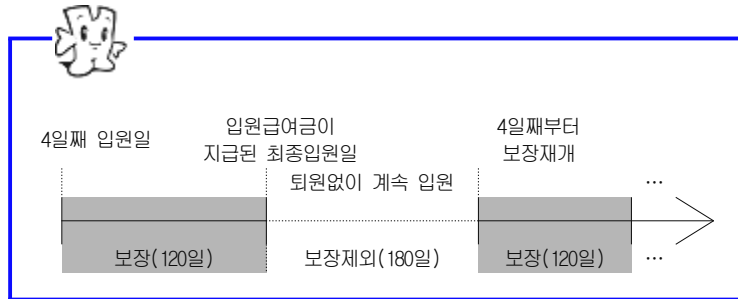 4일째 입원일
입원급여금이
지급된 최종입원일
4일째부터
보장재개
퇴원없이 계속 입원
…
보장(120일)
보장제외(180일)
보장(120일)
…